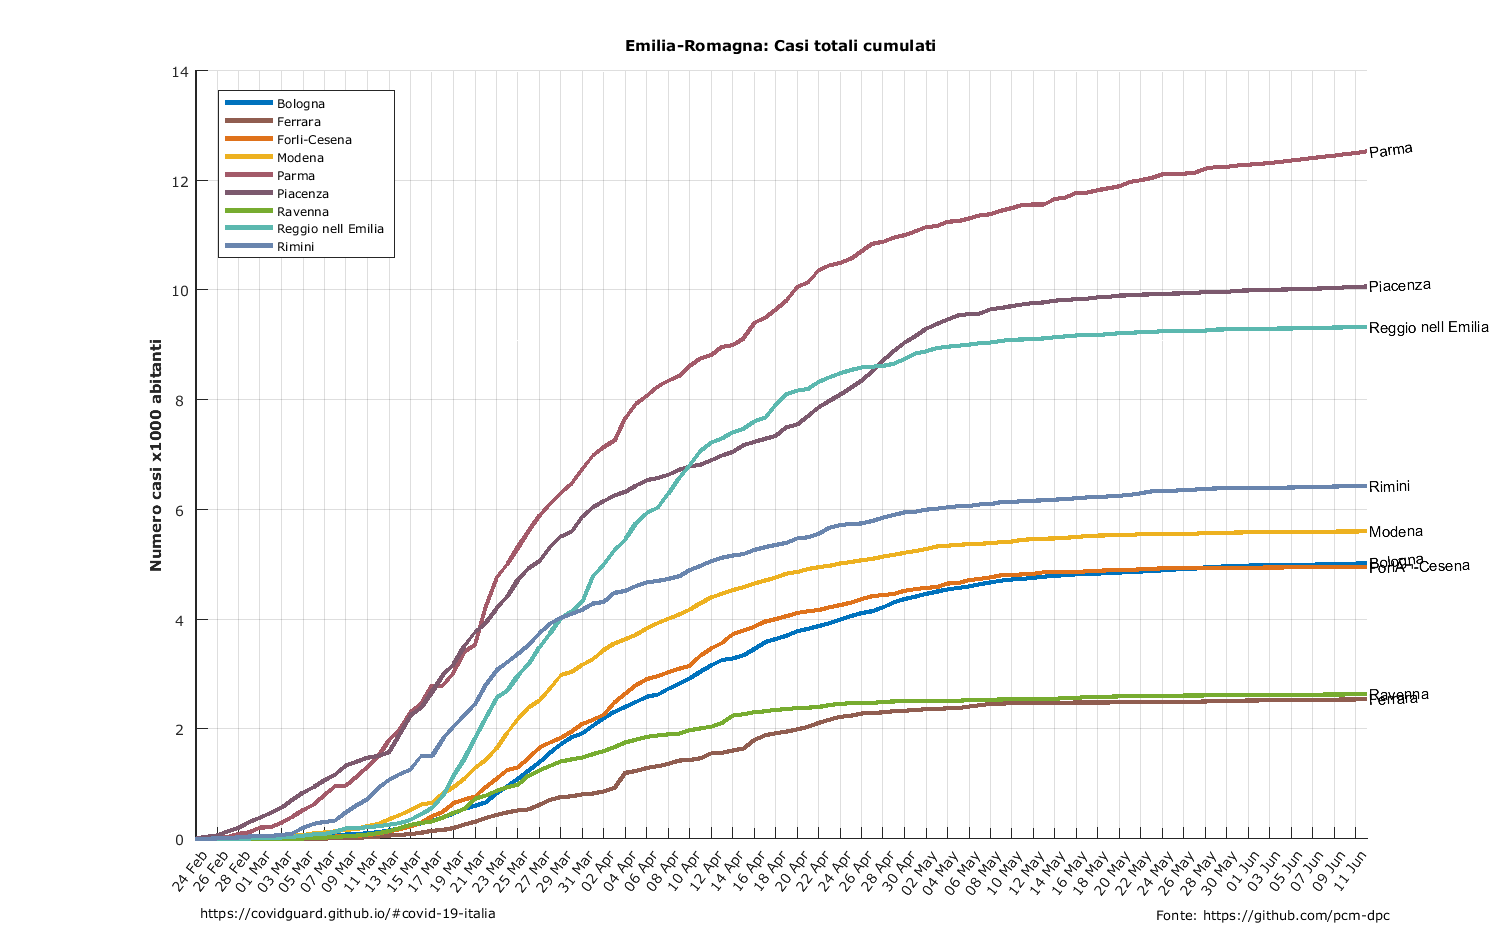 Emilia-Romagna: Casi totali cumulati
14
12
10
8
6
4
2
0
Numero casi x1000 abitanti
Bologna
Ferrara
Forli-Cesena
Modena
Parma
Piacenza
Ravenna
Reggio nell Emilia
Rimini
Parma
Piacenza
Reggio nell Emilia
Rimini
Modena
Bologna
Ravenna
Ferrara
24 Feb
26 Feb
28 Feb
01 Mar
03 Mar
05 Mar
07 Mar
09 Mar
11 Mar
13 Mar
15 Mar
17 Mar
19 Mar
21 Mar
23 Mar
25 Mar
27 Mar
29 Mar
31 Mar
02 Apr
04 Apr
06 Apr
08 Apr
10 Apr
12 Apr
14 Apr
16 Apr
18 Apr
20 Apr
22 Apr
24 Apr
26 Apr
28 Apr
30 Apr
02 May
04 May
06 May
08 May
10 May
12 May
14 May
16 May
18 May
20 May
22 May
24 May
26 May
28 May
30 May
01 Jun
03 Jun
05 Jun
07 Jun
09 Jun
11 Jun
https://covidguard.github.io/#covid-19-italia
Fonte: https://github.com/pcm-dpc